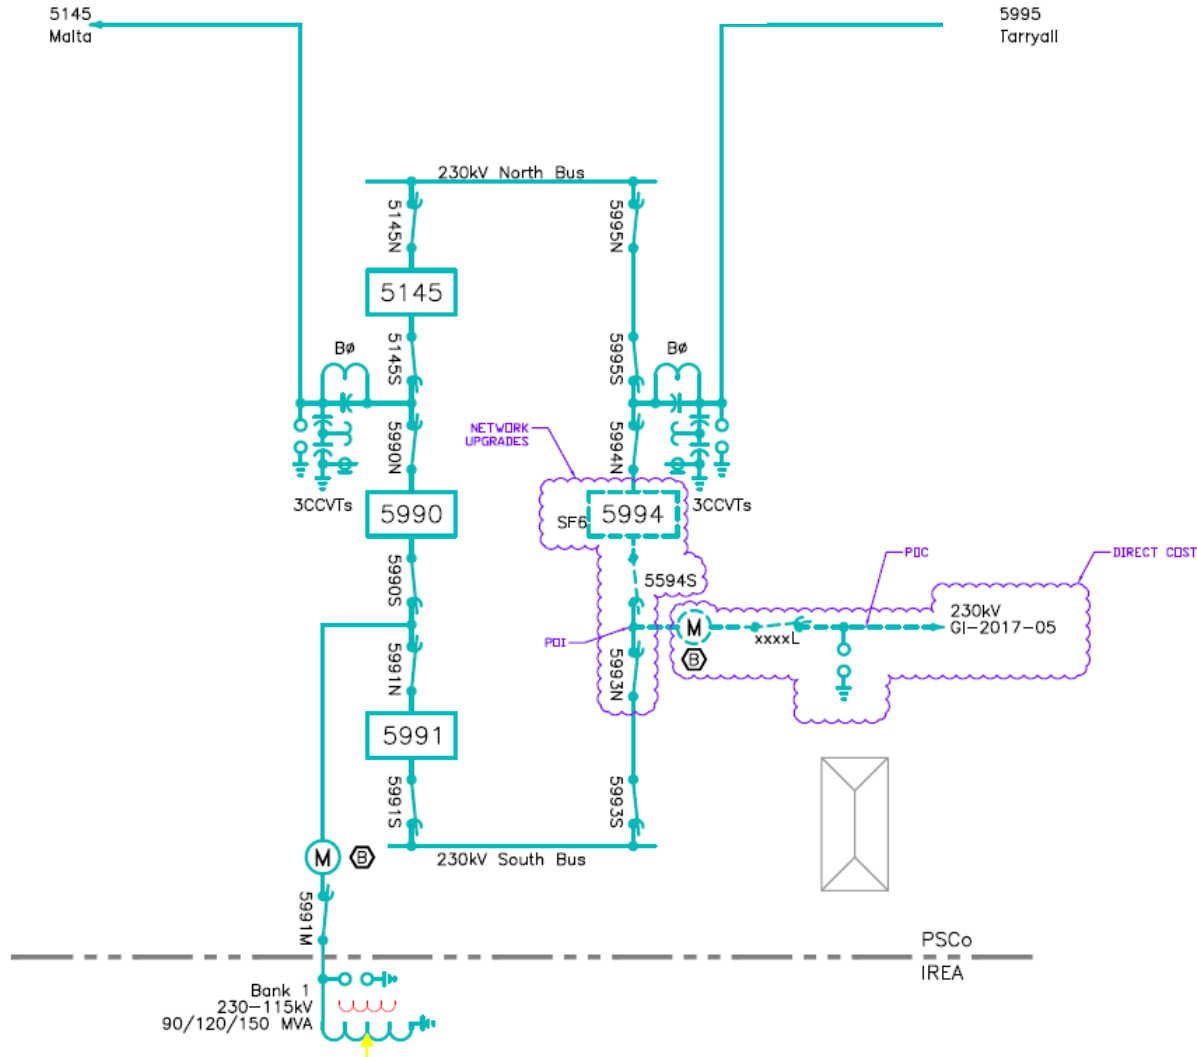 5145
Malta
5995
Tarryall
230kV North Bus
5145N
5995N
5145
5145S
5995S
BØ
BØ
NETWORK
UPGRADES
5990N
5994N
3CCVTs
3CCVTs
5990
SF6
5994
5990S
5594S
POC
DIRECT COST
230kV
GI-2017-05
POI
M
xxxxL
B
5991N
5993N
5991
5991S
5993S
230kV South Bus
M
B
5991M
PSCo
IREA
Bank 1
230-115kV
90/120/150 MVA